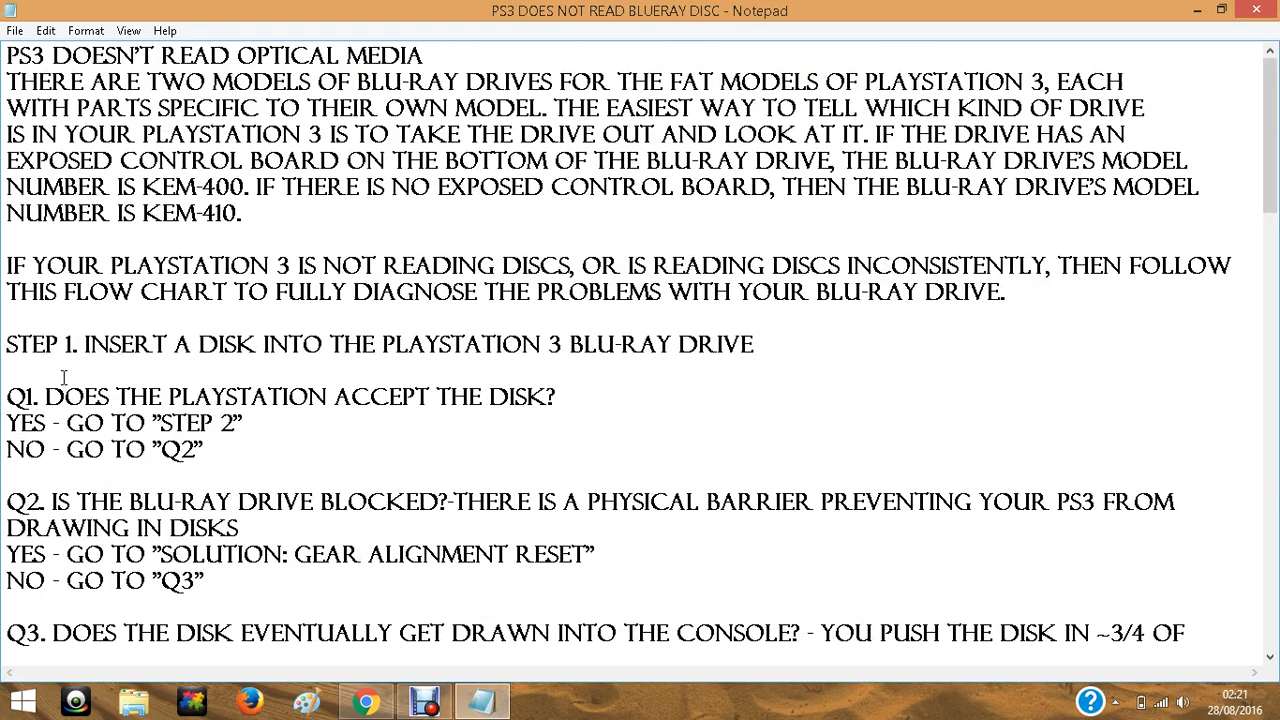 PS3 DOES NOT READ BLUERAY DISC - Notepad
File Edit Format View Help
PS3 DOESN'T READ OPTICAL MEDIA
THERE ARE TWO MODELS OF BLU-RAY DRIVES FOR THE FAT MODELS OF PLAYSTATION 3, EACH
WITH PARTS SPECIFIC TO THEIR OWN MODEL. THE EASIEST WAY TO TELL WHICH KIND OF DRIVE
IS IN YOUR PLAYSTATION 3 IS TO TAKE THE DRIVE OUT AND LOOK AT IT. IF THE DRIVE HAS AN
EXPOSED CONTROL BOARD ON THE BOTTOM OF THE BLU-RAY DRIVE, THE BLU-RAY DRIVE'S MODEL
NUMBER IS KEM-400. IF THERE IS NO EXPOSED CONTROL BOARD, THEN THE BLU-RAY DRIVE'S MODEL
NUMBER IS KEM-410.
IF YOUR PLAYSTATION 3 IS NOT READING DISCS, OR IS READING DISCS INCONSISTENTLY, THEN FOLLOW
THIS FLOW CHART TO FULLY DIAGNOSE THE PROBLEMS WITH YOUR BLU-RAY DRIVE.
STEP 1. INSERT A DISK INTO THE PLAYSTATION 3 BLU-RAY DRIVE
Q1. DOES THE PLAYSTATION ACCEPT THE DISK?
YES - GO TO "STEP 2"
NO - GO TO "Q2"
Q2. IS THE BLU-RAY DRIVE BLOCKED?-THERE IS A PHYSICAL BARRIER PREVENTING YOUR PS3 FROM
DRAWING IN DISKS
YES - GO TO "SOLUTION: GEAR ALIGNMENT RESET"
NO - GO TO "Q3"
Q3. DOES THE DISK EVENTUALLY GET DRAWN INTO THE CONSOLE? - YOU PUSH THE DISK IN ~3/4 OF
02:21
28/08/2016